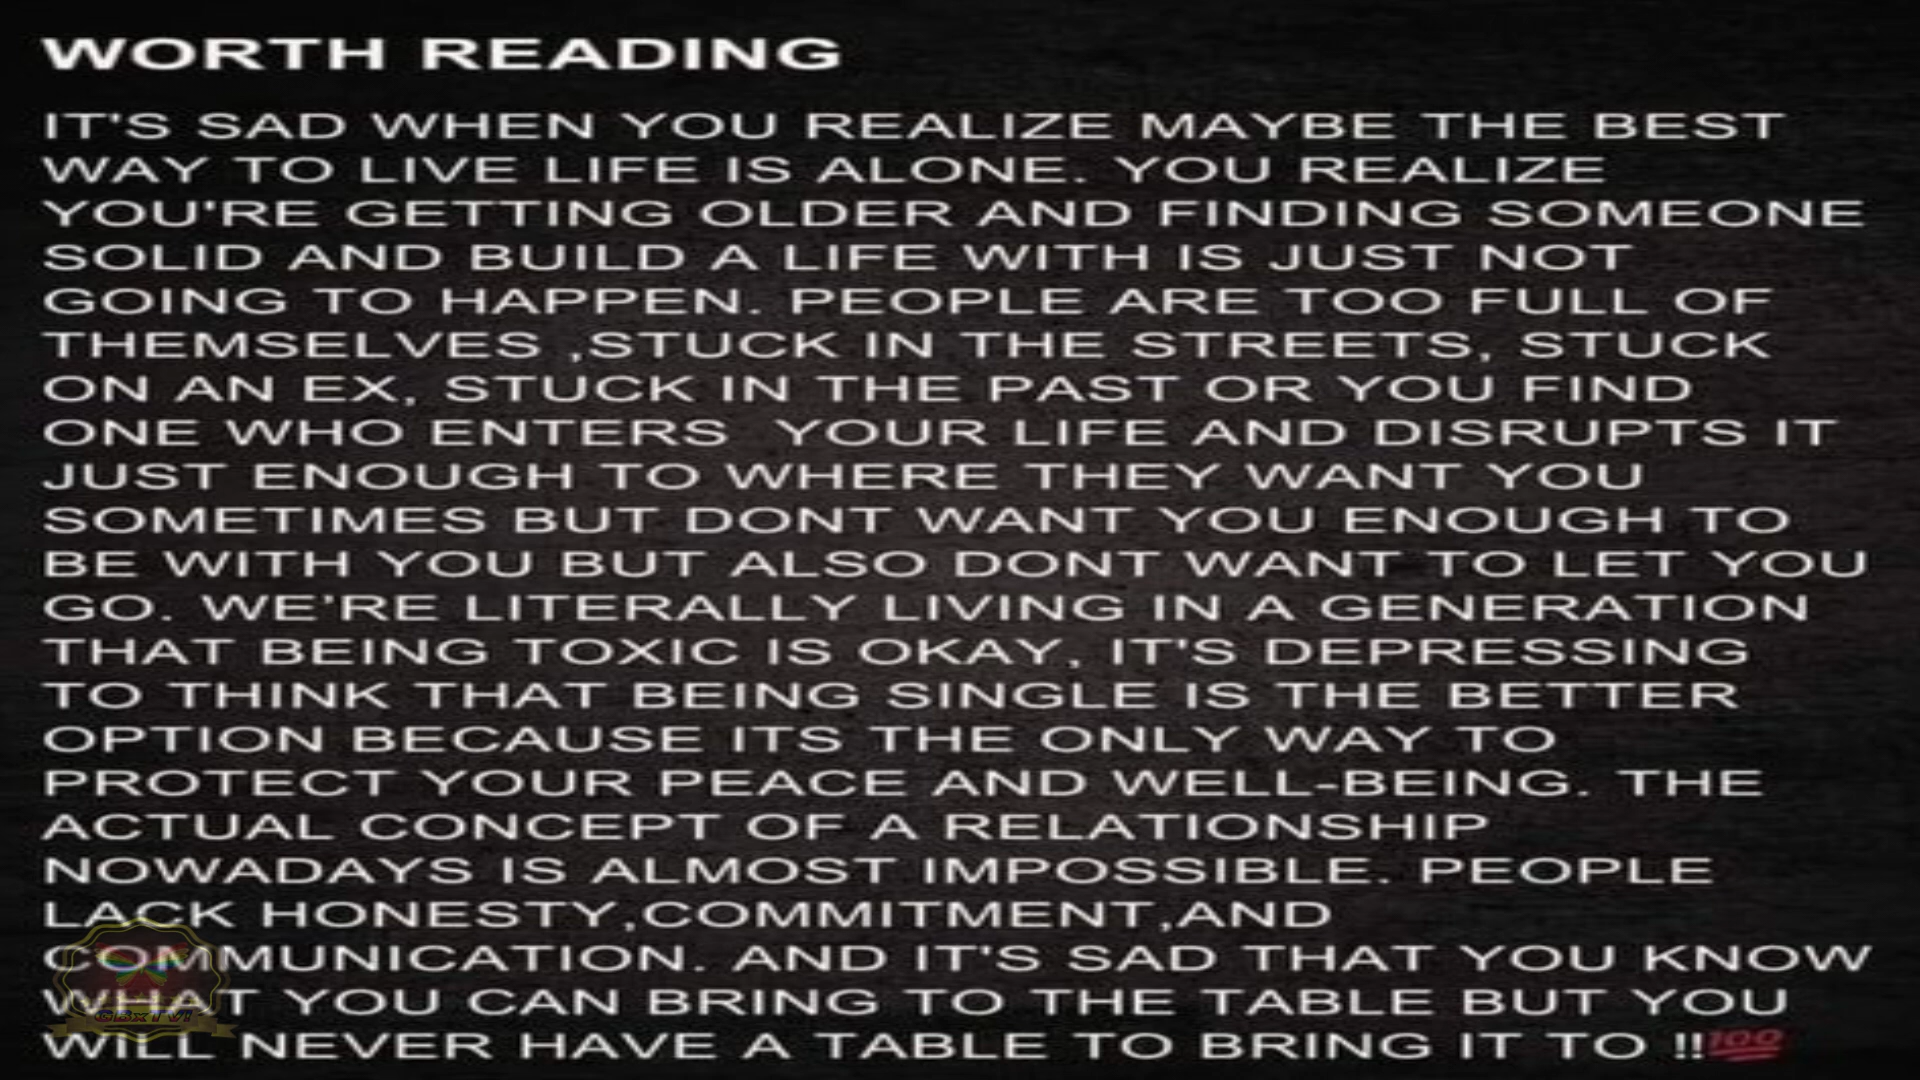 WORTH READING
IT'S SAD WHEN YOU REALIZE MAYBE THE BEST
WAY TO LIVE LIFE IS ALONE. YOU REALIZE
YOU'RE GETTING OLDER AND FINDING SOMEONE
SOLID AND BUILD A LIFE WITH IS JUST NOT
GOING TO HAPPEN. PEOPLE ARE TOO FULL OF
THEMSELVES ,STUCK IN THE STREETS, STUCK
ON AN EX, STUCK IN THE PAST OR YOU FIND
ONE WHO ENTERS  YOUR LIFE AND DISRUPTS IT
JUST ENOUGH TO WHERE THEY WANT YOU
SOMETIMES BUT DONT WANT YOU ENOUGH TO
BE WITH YOU BUT ALSO DONT WANT TO LET YOU
GO. WE'RE LITERALLY LIVING IN A GENERATION
THAT BEING TOXIC IS OKAY, IT'S DEPRESSING
TO THINK THAT BEING SINGLE IS THE BETTER
OPTION BECAUSE ITS THE ONLY WAY TO
PROTECT YOUR PEACE AND WELL-BEING. THE
ACTUAL CONCEPT OF A RELATIONSHIP
NOWADAYS IS ALMOST IMPOSSIBLE. PEOPLE
LACK HONESTY,COMMITMENT,AND
COMMUNICATION. AND IT'S SAD THAT YOU KNOW
WHAT YOU CAN BRING TO THE TABLE BUT YOU
WILL NEVER HAVE A TABLE TO BRING IT TO !!💯